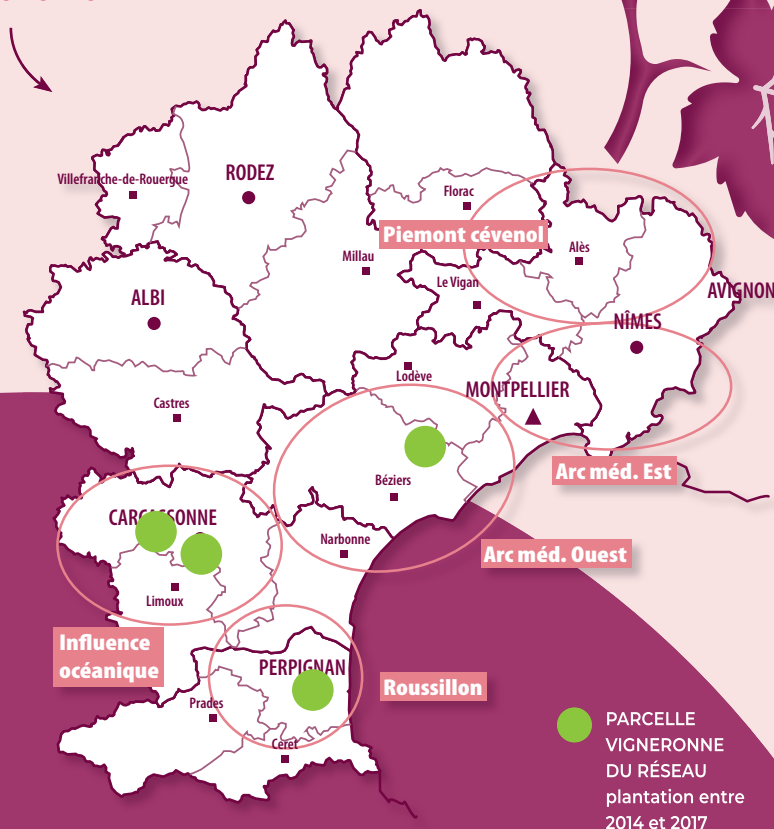 Villefranche-de-Rouergue
RODEZ
Florac
Piemont cévenol
Millau
Alès
Le Vigan
AVIGNON
ALBI
NÎMES
Lodève
MONTPELLIER
Castres
Arc méd. Est
Béziers
CARCASSONNE
Narbonne
Arc méd. Ouest
Limoux
Influence
océanique
PERPIGNAN
Roussillon
Prades
Ceret
PARCELLE
VIGNERONNE
DU RÉSEAU
plantation entre
2014 et 2017